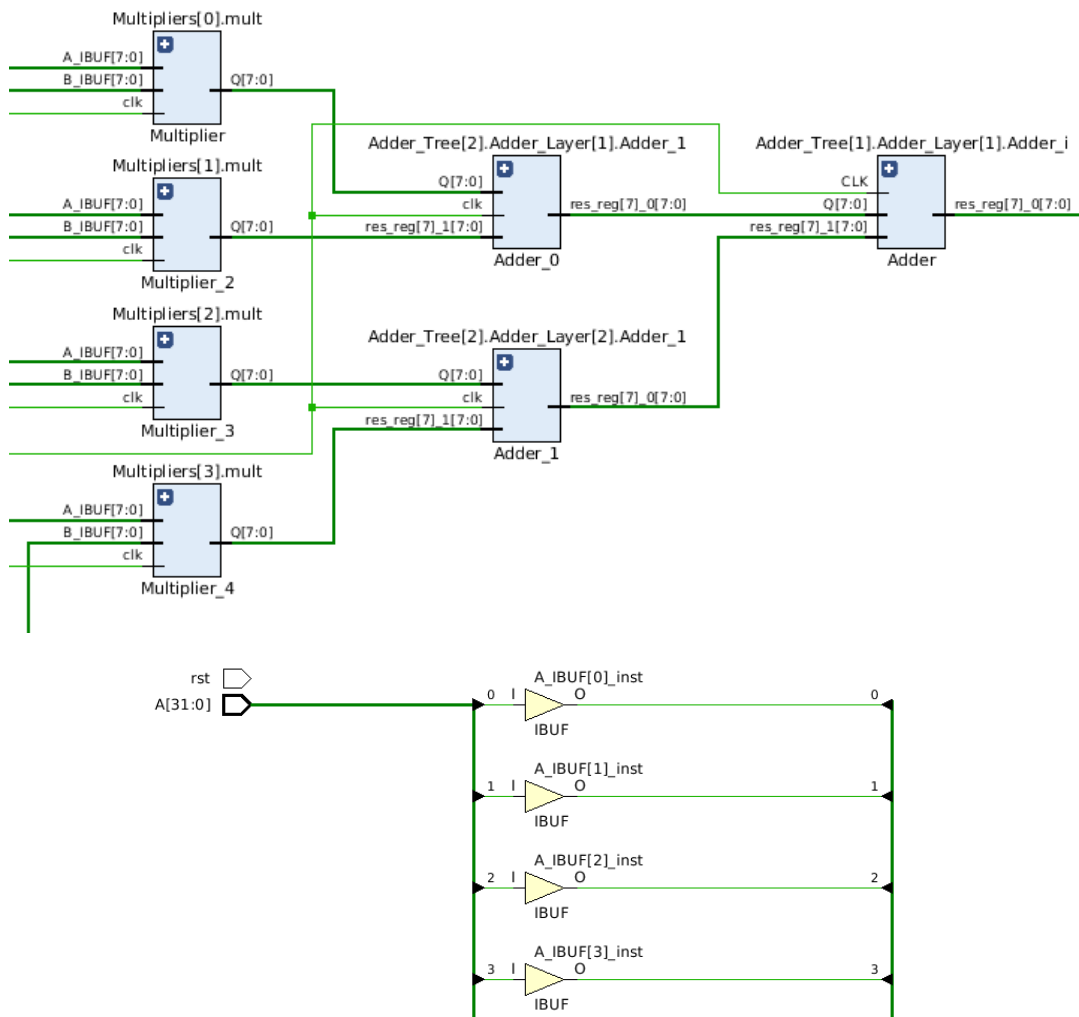 Multipliers[0].mult
A_IBUF[7:0]
B_IBUF[7:0]
clk
Q[7:0]
Multiplier
Multipliers[1].mult
A_IBUF[7:0]
B_IBUF[7:0]
clk
Q[7:0]
Multiplier_2
Multipliers[2].mult
A_IBUF[7:0]
B_IBUF[7:0]
clk
Q[7:0]
Multiplier_3
Multipliers[3].mult
A_IBUF[7:0]
B_IBUF[7:0]
clk
Q[7:0]
Multiplier_4
Adder_Tree[2].Adder_Layer[1].Adder_1
Q[7:0]
clk
res_reg[7]_1[7:0]
res_reg[7]_0[7:0]
Adder_0
Adder_Tree[2].Adder_Layer[2].Adder_1
Q[7:0]
clk
res_reg[7]_1[7:0]
res_reg[7]_0[7:0]
Adder_1
Adder_Tree[1].Adder_Layer[1].Adder_i
CLK
Q[7:0]
res_reg[7]_1[7:0]
res_reg[7]_0[7:0]
Adder
rst
A[31:0]
A_IBUF[0]_inst
0 I O 0
IBUF
A_IBUF[1]_inst
1 I O 1
IBUF
A_IBUF[2]_inst
2 I O 2
IBUF
A_IBUF[3]_inst
3 I O 3
IBUF